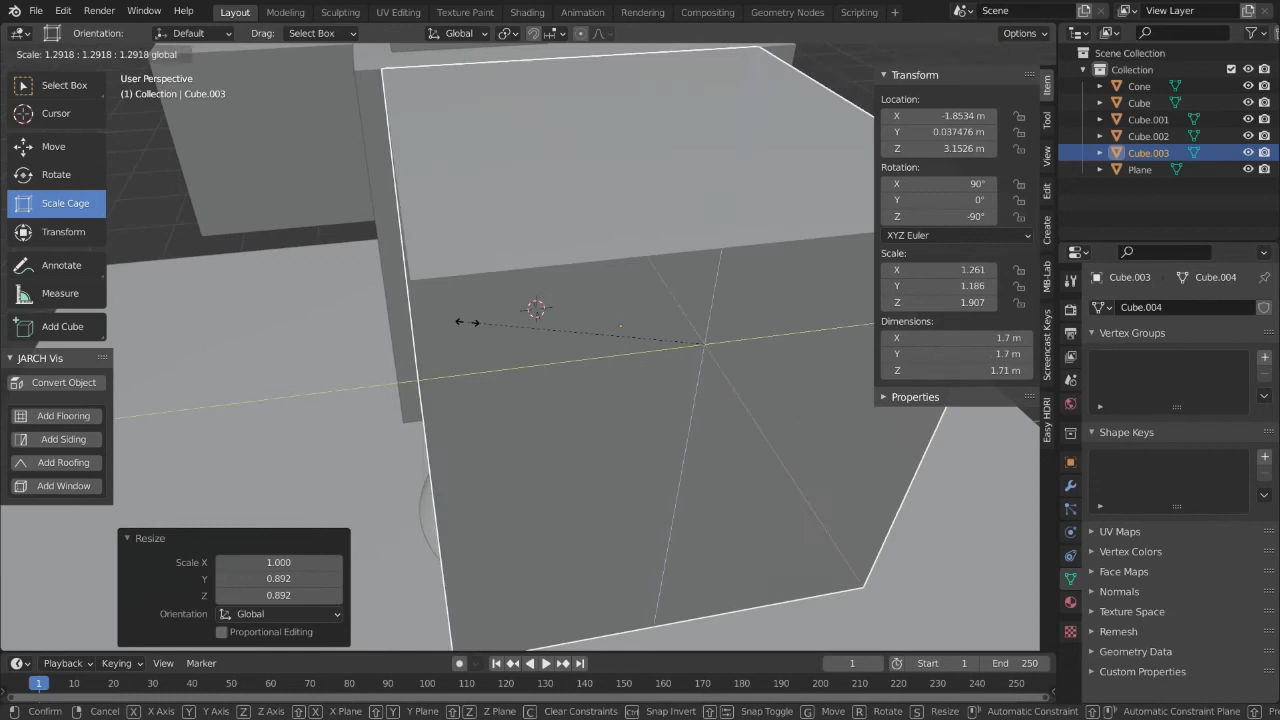 File Edit Render Window Help Layout Modeling Sculpting UV Editing Texture Paint Shading Animation Rendering Compositing Geometry Nodes Scripting + Scene View Layer
Orientation: Default Drag: Select Box Global Options
Scale: 1.2918 : 1.2918 : 1.2918 global
User Perspective
(1) Collection | Cube.003
Select Box
Cursor
Move
Rotate
Scale Cage
Transform
Annotate
Measure
Add Cube
JARCH Vis
Convert Object
Add Flooring
Add Siding
Add Roofing
Add Window
Resize
Scale X 1.000
Y 0.892
Z 0.892
Orientation Global
Proportional Editing
Transform
Location:
X -1.8534 m
Y 0.037476 m
Z 3.1526 m
Rotation:
X 90°
Y 0°
Z -90°
XYZ Euler
Scale:
X 1.261
Y 1.186
Z 1.907
Dimensions:
X 1.7 m
Y 1.7 m
Z 1.71 m
Properties
Item
Tool
View
Edit
Create
MB-Lab
Screencast Keys
Easy HDRI
Scene Collection
Collection
Cone
Cube
Cube.001
Cube.002
Cube.003
Plane
Cube.003 Cube.004
Cube.004
Vertex Groups
Shape Keys
UV Maps
Vertex Colors
Face Maps
Normals
Texture Space
Remesh
Geometry Data
Custom Properties
Playback Keying View Marker 1 Start 1 End 250
1 10 20 30 40 50 60 70 80 90 100 110 120 130 140 150 160 170 180 190 200 210 220 230 240 250
Confirm Cancel X X Axis Y Y Axis Z Z Axis X X Plane Y Y Plane Z Z Plane C Clear Constraints Ctrl Snap Invert Snap Toggle G Move R Rotate S Resize Automatic Constraint Automatic Constraint Plane